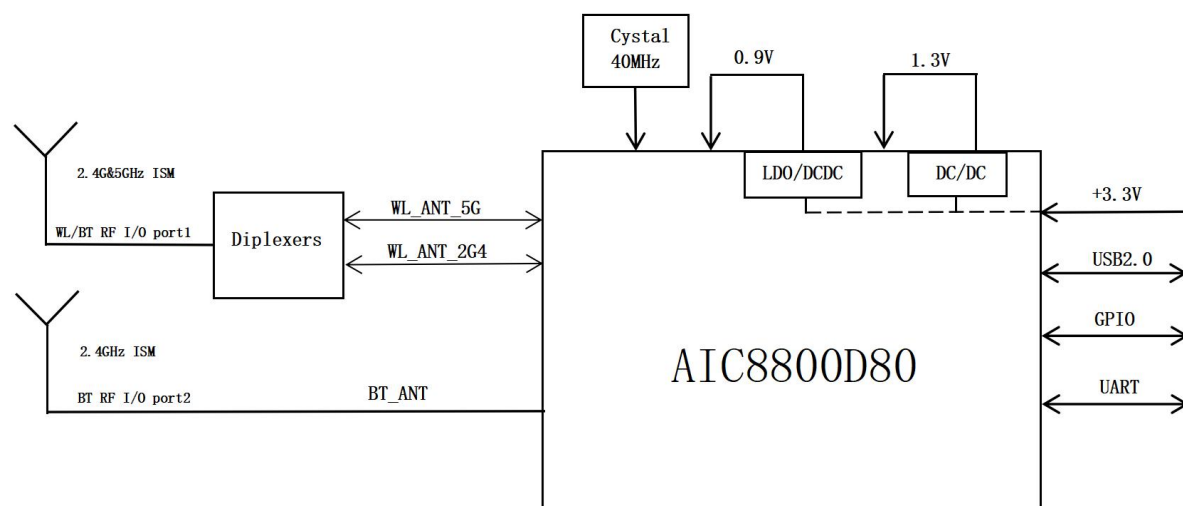 Cystal
40MHz
0.9V
1.3V
2.4G&5GHz ISM
LDO/DCDC
DC/DC
WL_ANT_5G
+3.3V
WL/BT RF I/O port1
Diplexers
WL_ANT_2G4
USB2.0
GPIO
2.4GHz ISM
AIC8800D80
BT RF I/O port2
BT_ANT
UART